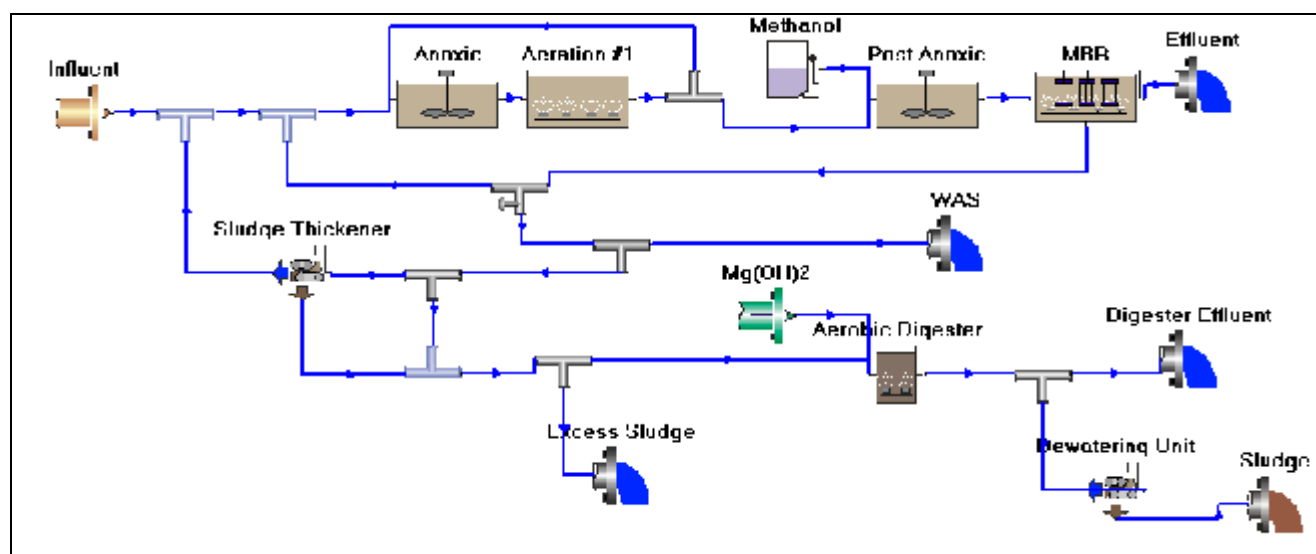 Methanol
Effluent
Anoxic
Aeration #1
Post Anoxic
MBR
Influent
WAS
Sludge Thickener
Mg(OH)2
Aerobic Digester
Digester Effluent
Excess Sludge
Dewatering Unit
Sludge